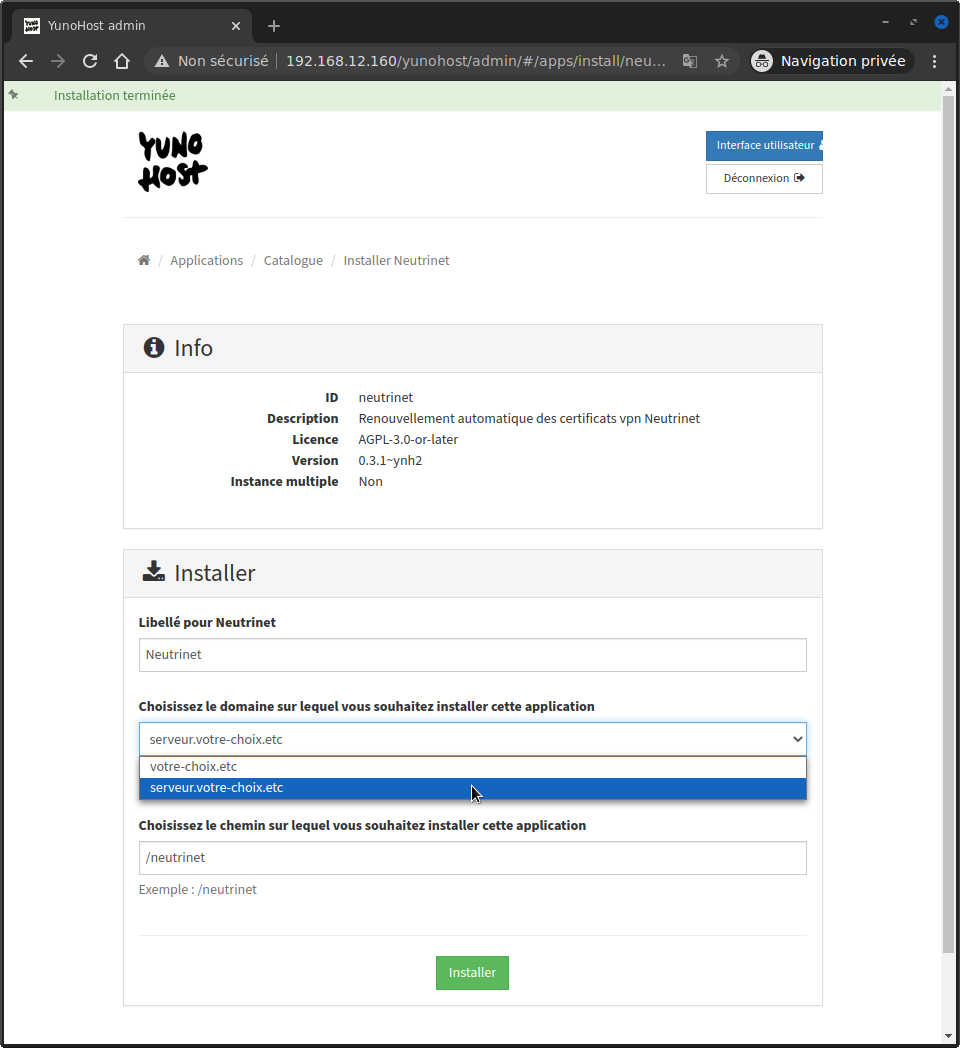 YUNO HOST
YunoHost admin
Non sécurisé
192.168.12.160/yunohost/admin/#/apps/install/neu...
Navigation privée
Installation terminée
YUNO
HOST
Interface utilisateur
Déconnexion
/ Applications / Catalogue / Installer Neutrinet
Info
ID neutrinet
Description Renouvellement automatique des certificats vpn Neutrinet
Licence AGPL-3.0-or-later
Version 0.3.1~ynh2
Instance multiple Non
Installer
Libellé pour Neutrinet
Neutrinet
Choisissez le domaine sur lequel vous souhaitez installer cette application
serveur.votre-choix.etc
votre-choix.etc
serveur.votre-choix.etc
Choisissez le chemin sur lequel vous souhaitez installer cette application
/neutrinet
Exemple : /neutrinet
Installer